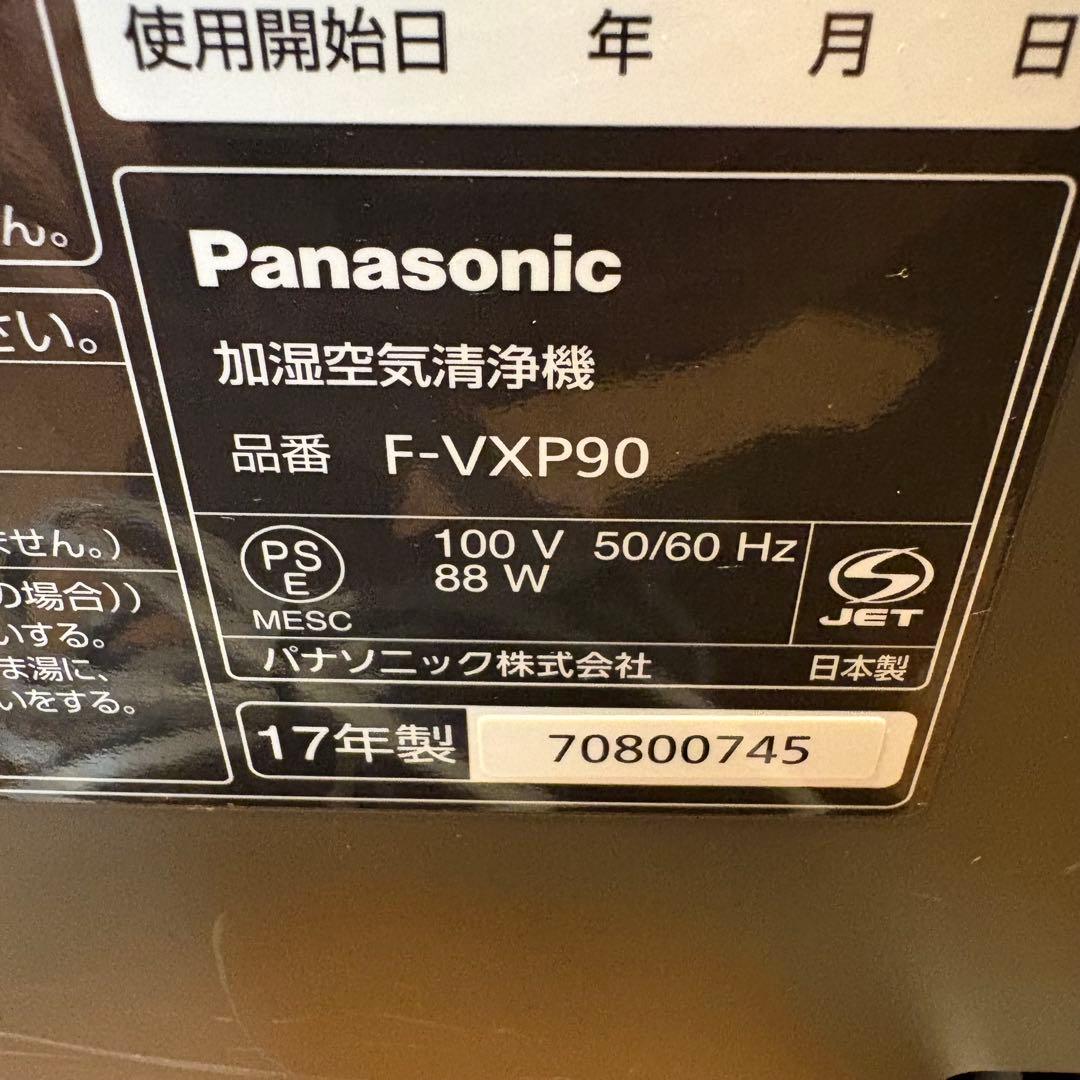 使用開始日 年 月 日
ん。
さい。
ません。)
の場合))
いする。
ま湯に、
いをする。
Panasonic
加湿空気清浄機
品番 F-VXP90
PS
E
MESC
100 V 50/60 Hz
88 W
S
JET
パナソニック株式会社 日本製
17年製 70800745